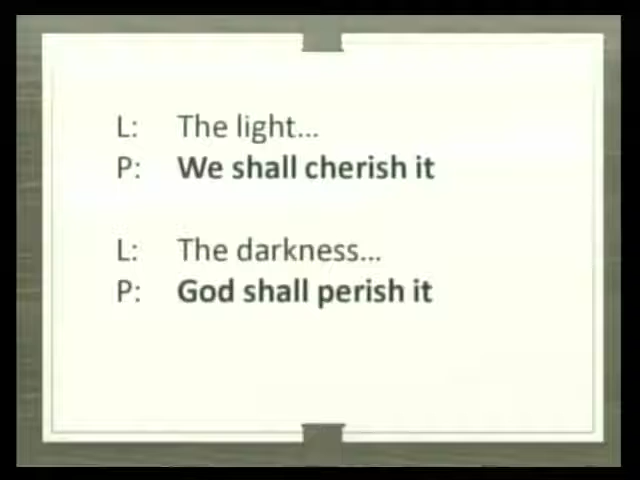 L: The light...
P: We shall cherish it
L: The darkness...
P: God shall perish it